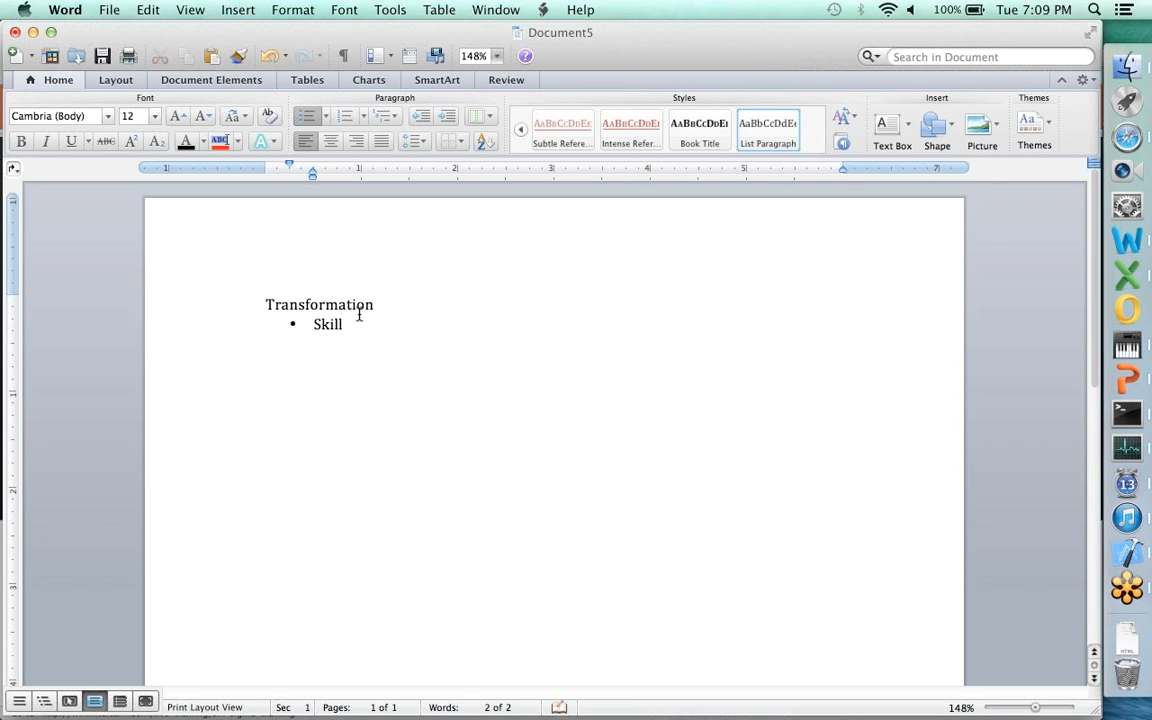 Word File Edit View Insert Format Font Tools Table Window Help 100% Tue 7:09 PM
Document5
148% Search in Document
Home Layout Document Elements Tables Charts SmartArt Review
Font Paragraph Styles Insert Themes
Cambria (Body) 12
AaBbCcDdEe AaBbCcDdEe AaBbCcDdEe AaBbCcDdEe
Subtle Refere... Intense Refer... Book Title List Paragraph Text Box Shape Picture Themes
Transformation
• Skill
Print Layout View Sec 1 Pages: 1 of 1 Words: 2 of 2 148%